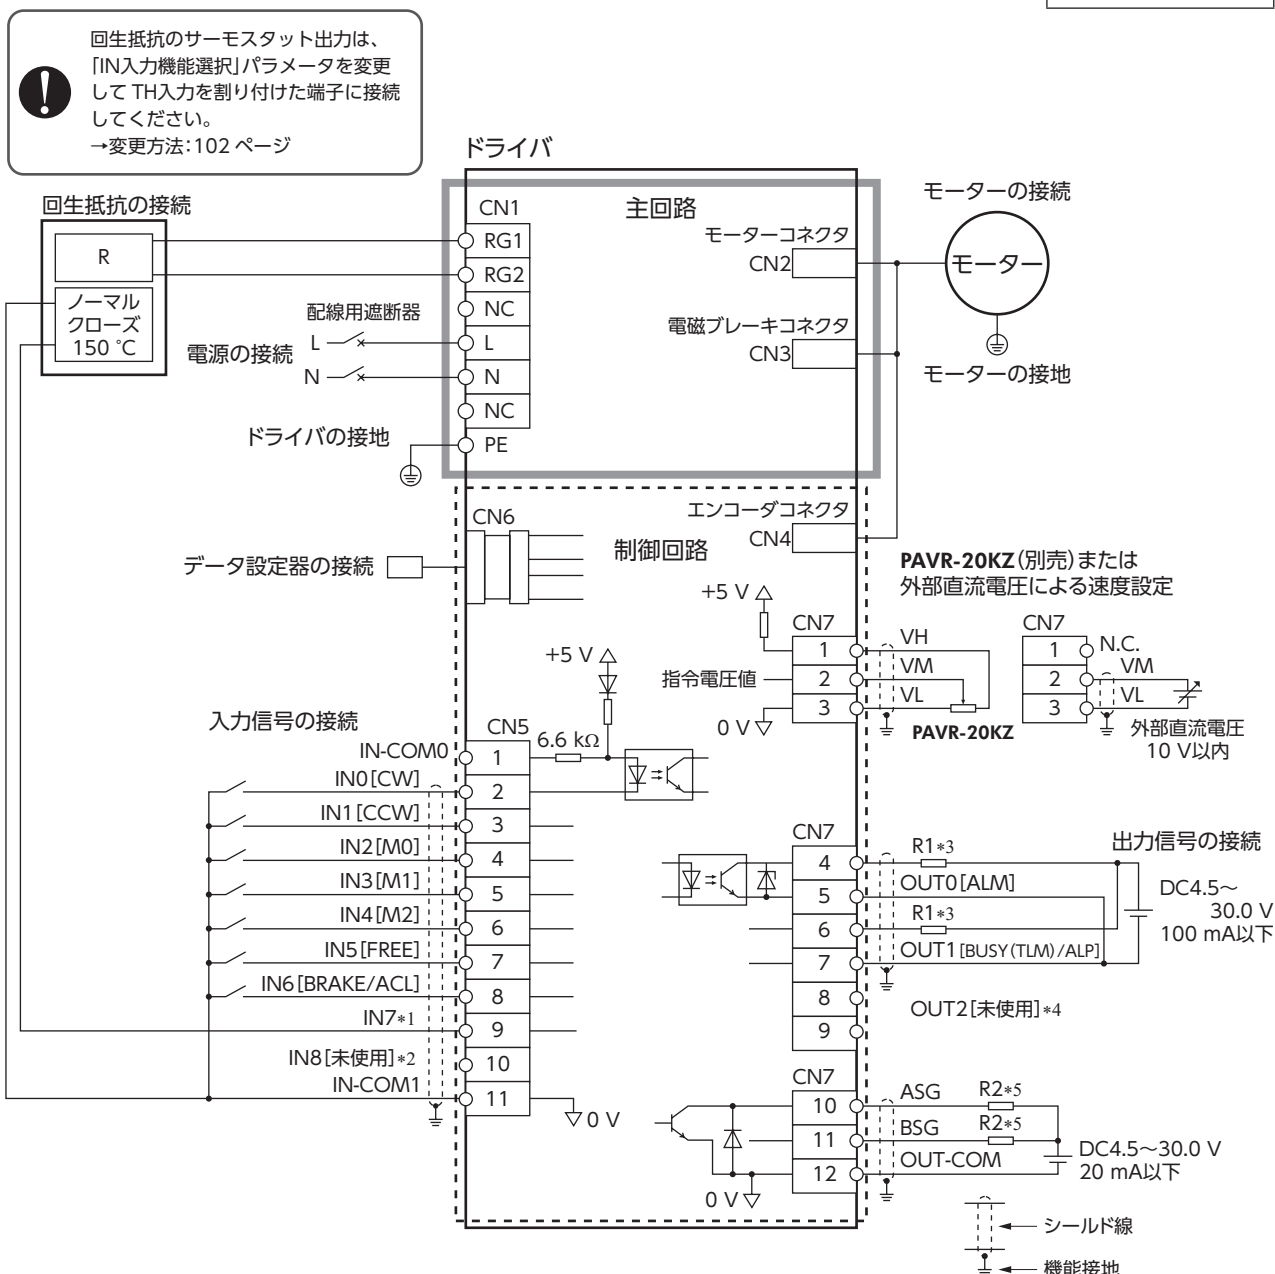 回生抵抗のサーモスタット出力は、
「IN入力機能選択」パラメータを変更
して TH入力を割り付けた端子に接続
してください。
→変更方法：102 ページ
ドライバ
回生抵抗の接続
R
ノーマル
クローズ
150 ˚C
配線用遮断器
電源の接続
L
N
ドライバの接地
CN1
RG1
RG2
NC
L
N
NC
PE
主回路
モーターコネクタ
CN2
電磁ブレーキコネクタ
CN3
モーターの接続
モーター
モーターの接地
データ設定器の接続
CN6
制御回路
エンコーダコネクタ
CN4
PAVR-20KZ（別売）または
外部直流電圧による速度設定
+5 V
CN7
指令電圧値
1
2
3
0 V
VH
VM
VL
PAVR-20KZ
CN7
1
2
3
N.C.
VM
VL
外部直流電圧
10 V以内
入力信号の接続
+5 V
CN5
6.6 kΩ
IN-COM0
1
IN0［CW］
2
IN1［CCW］
3
IN2［M0］
4
IN3［M1］
5
IN4［M2］
6
IN5［FREE］
7
IN6［BRAKE/ACL］
8
IN7*1
9
IN8［未使用］*2
10
IN-COM1
11
0 V
CN7
出力信号の接続
4
R1*3
5
OUT0［ALM］
6
R1*3
7
OUT1［BUSY（TLM）/ALP］
8
OUT2［未使用］*4
9
DC4.5～
30.0 V
100 mA以下
CN7
10
ASG
R2*5
11
BSG
R2*5
12
OUT-COM
0 V
DC4.5～30.0 V
20 mA以下
シールド線
機能接地